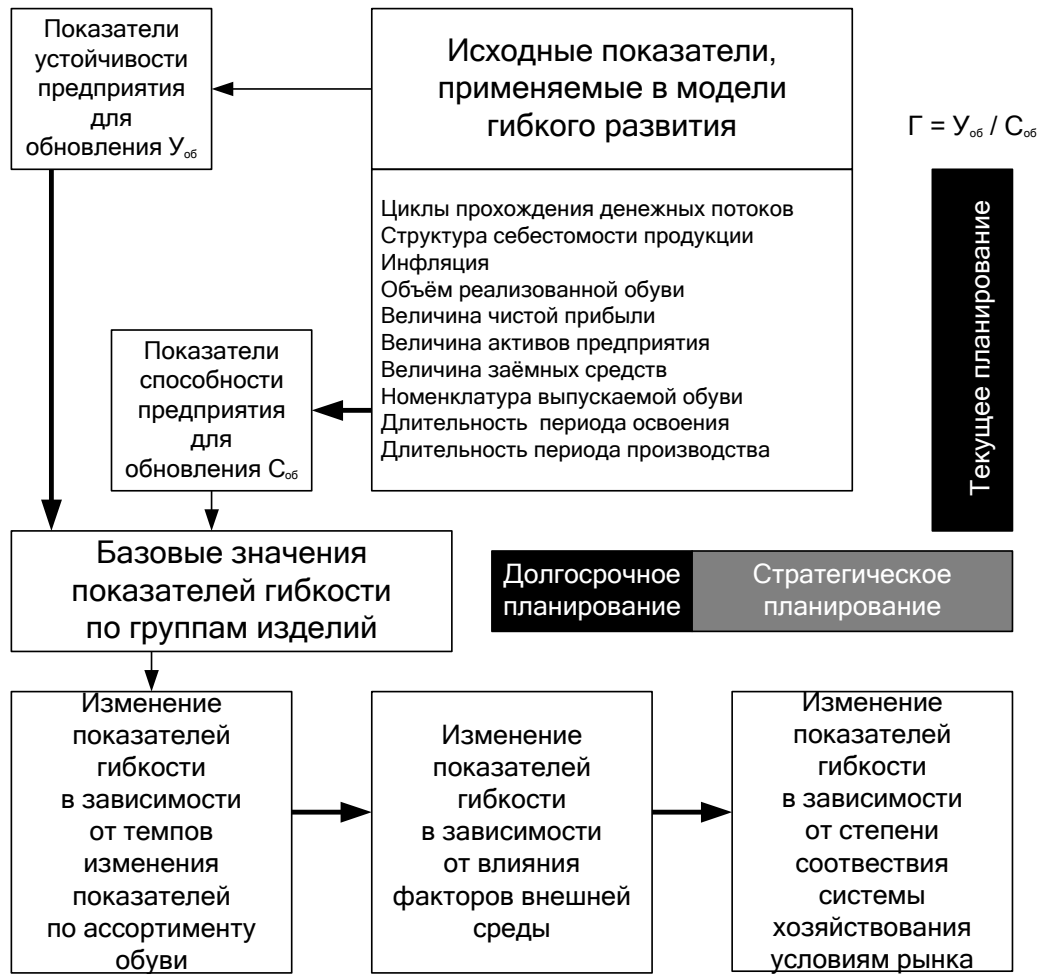 Показатели
устойчивости
предприятия
для
обновления Уоб
Исходные показатели,
применяемые в модели
гибкого развития
Г = Уоб / Соб
Циклы прохождения денежных потоков
Структура себестомости продукции
Инфляция
Объём реализованной обуви
Величина чистой прибыли
Величина активов предприятия
Величина заёмных средств
Номенклатура выпускаемой обуви
Длительность периода освоения
Длительность периода производства
Текущее планирование
Показатели
способности
предприятия
для
обновления Соб
Базовые значения
показателей гибкости
по группам изделий
Долгосрочное
планирование
Стратегическое
планирование
Изменение
показателей
гибкости
в зависимости
от темпов
изменения
показателей
по ассортименту
обуви
Изменение
показателей
гибкости
в зависимости
от влияния
факторов внешней
среды
Изменение
показателей
гибкости
в зависимости
от степени
соотвествия
системы
хозяйствования
условиям рынка